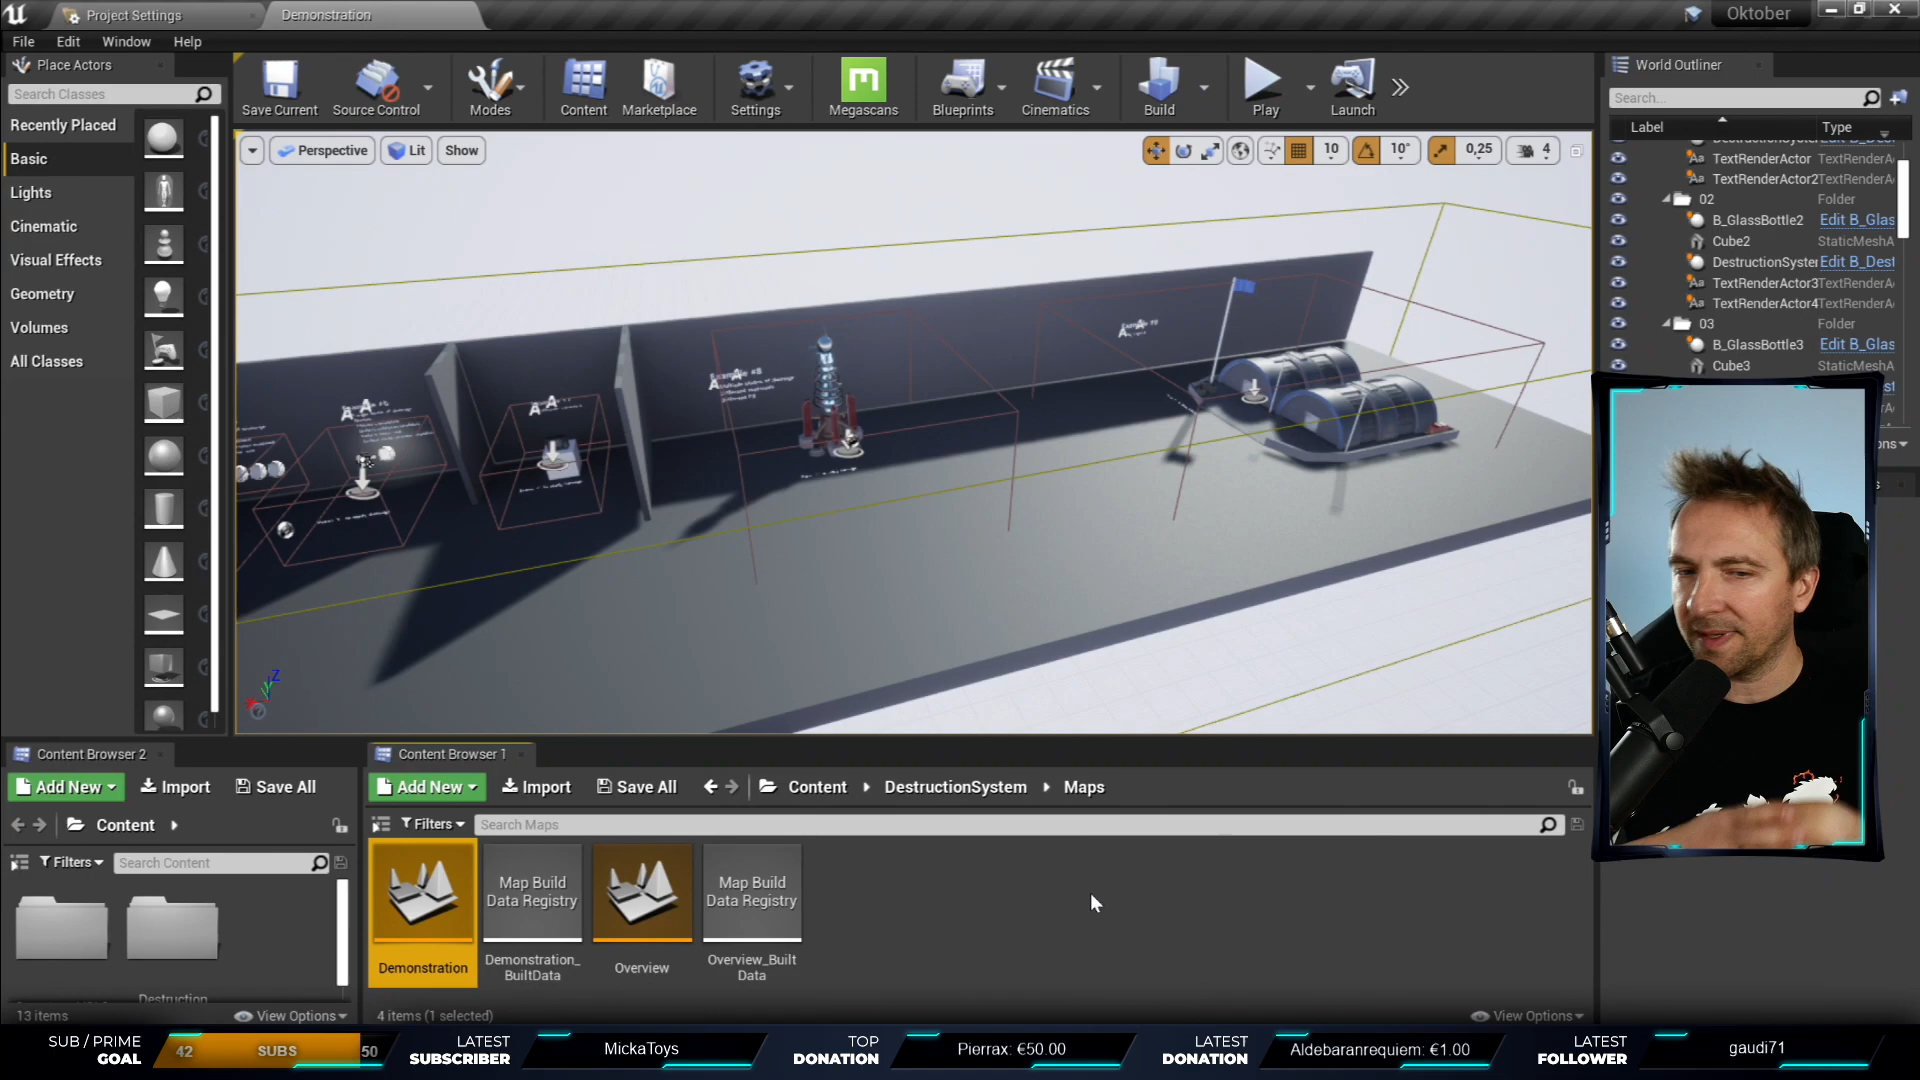 Project Settings
Demonstration
Oktober
File
Edit
Window
Help
Place Actors
Search Classes
Recently Placed
Basic
Lights
Cinematic
Visual Effects
Geometry
Volumes
All Classes
Save Current
Source Control
Modes
Content
Marketplace
Settings
Megascans
Blueprints
Cinematics
Build
Play
Launch
Perspective
Lit
Show
10
10°
0,25
4
Example #8
Z
World Outliner
Search...
Label
Type
TextRenderActor
TextRenderA
TextRenderActor2
TextRenderA
02
Folder
B_GlassBottle2
Edit B_Glas
Cube2
StaticMeshA
DestructionSyster
Edit B_Dest
TextRenderActor3
TextRenderA
TextRenderActor4
TextRenderA
03
Folder
B_GlassBottle3
Edit B_Glas
Cube3
StaticMeshA
Content Browser 2
Add New
Import
Save All
Content
Filters
Search Content
Destruction
13 items
View Options
Content Browser 1
Add New
Import
Save All
Content
DestructionSystem
Maps
Filters
Search Maps
Map Build
Data Registry
Map Build
Data Registry
Demonstration
Demonstration_
BuiltData
Overview
Overview_Built
Data
4 items (1 selected)
View Options
SUB / PRIME
GOAL
42
SUBS
50
LATEST
SUBSCRIBER
MickaToys
TOP
DONATION
Pierrax: €50.00
LATEST
DONATION
Aldebaranrequiem: €1.00
LATEST
FOLLOWER
gaudi71